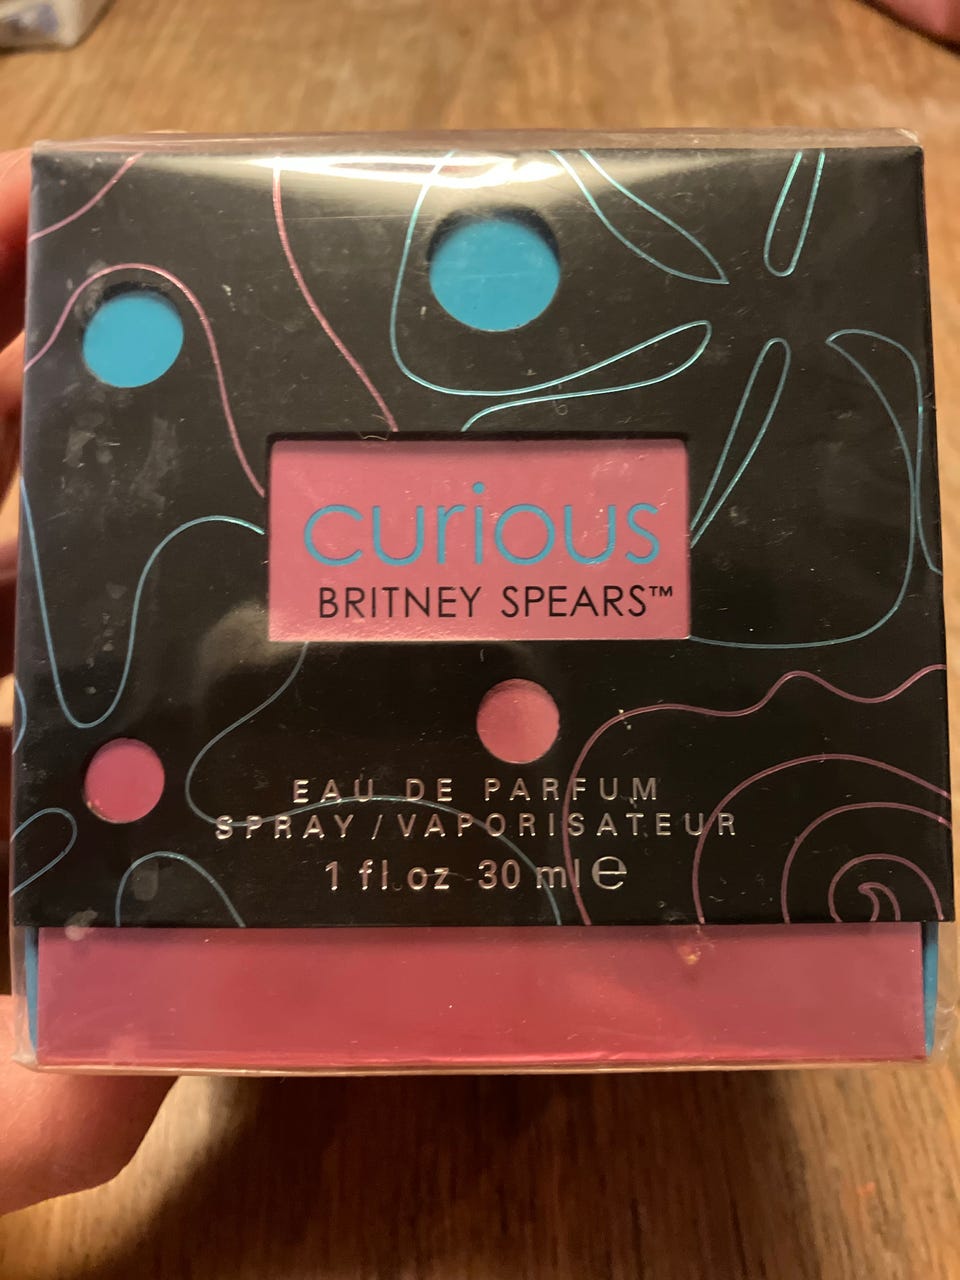 curious
BRITNEY SPEARS™
EAU DE PARFUM
SPRAY/VAPORISATEUR
1 fl.oz 30 ml ℮